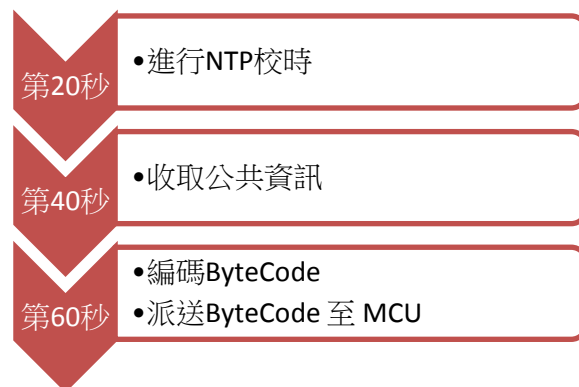 第20秒
•進行NTP校時
第40秒
•收取公共資訊
第60秒
•編碼ByteCode
•派送ByteCode 至 MCU